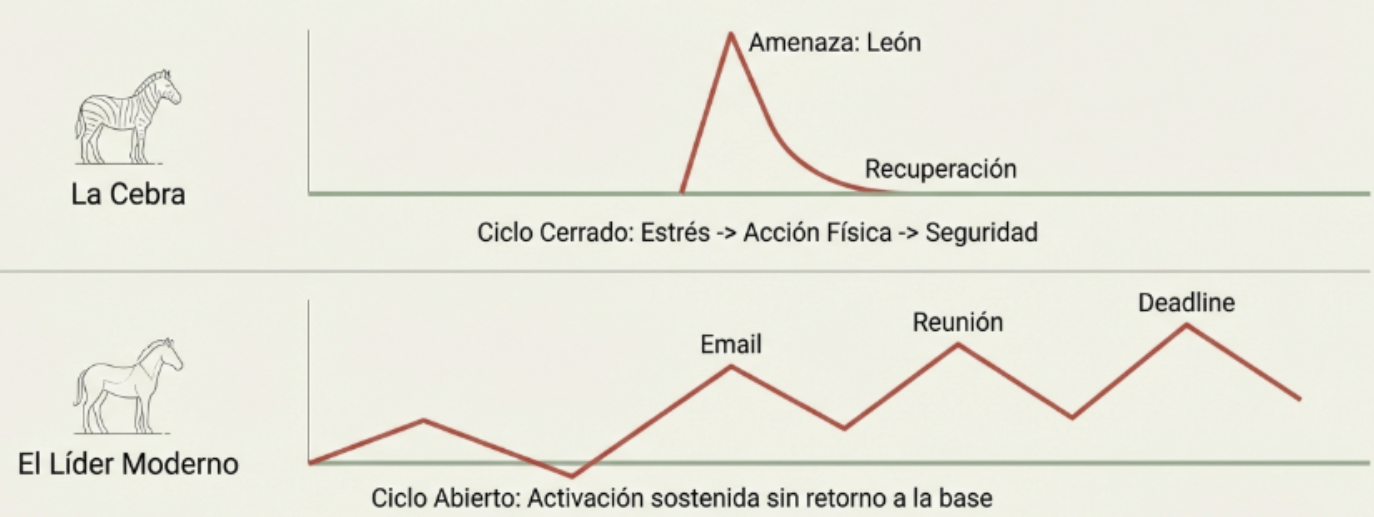 La Cebra
Amenaza: León
Recuperación
Ciclo Cerrado: Estrés -> Acción Física -> Seguridad
El Líder Moderno
Email
Reunión
Deadline
Ciclo Abierto: Activación sostenida sin retorno a la base